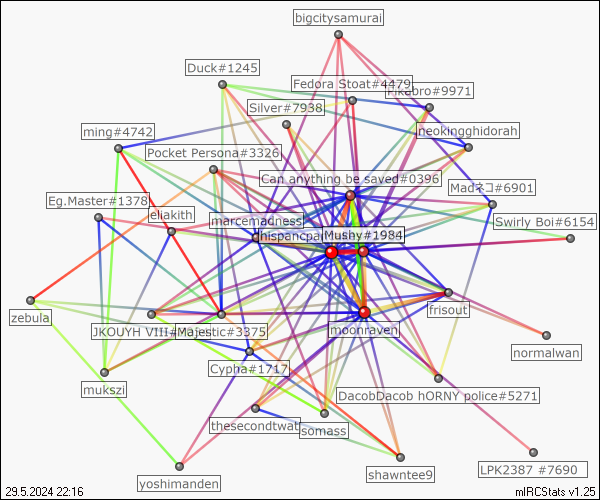 bigcitysamurai
Duck#1245
Fedora Stoat#4479
#9971
Silver#7938
neokingghidorah
ming#4742
Pocket Persona#3326
Can anything be saved#0396
Madネコ#6901
Eg.Master#1378
eliakith
marcemadness
Swirly Boi#6154
Mushy#1984
frisout
zebula
JKOUYH VIII#
Majestic#3375
moonraven
normalwan
Cypha#1717
mukszi
DacobDacob hORNY police#5271
thesecondtwat
somass
yoshimanden
shawntee9
LPK2387 #7690
29.5.2024 22:16
mIRCStats v1.25